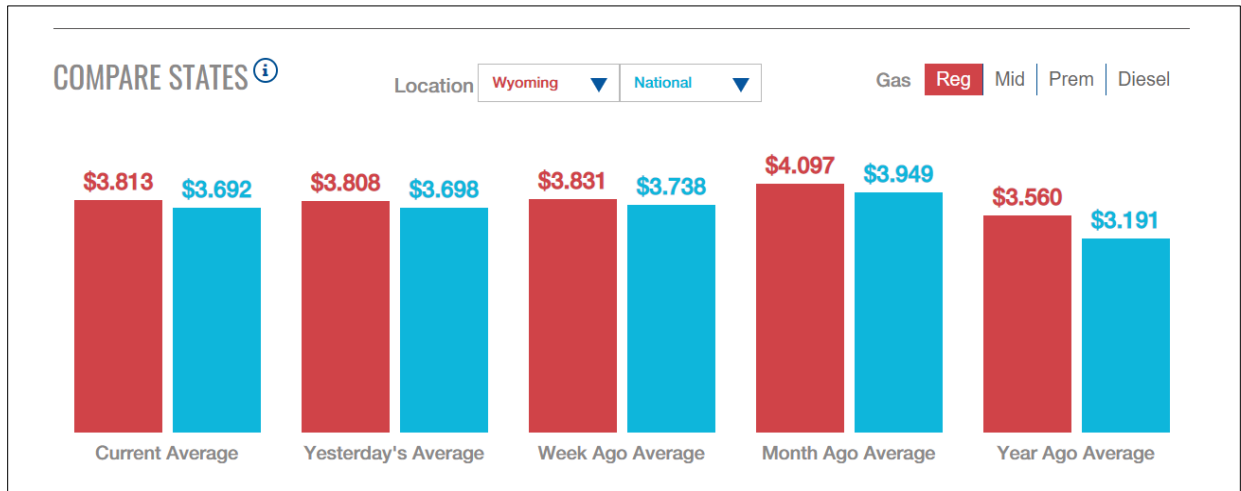 COMPARE STATES i
Location Wyoming National
Gas Reg Mid Prem Diesel
$3.813 $3.692 $3.808 $3.698 $3.831 $3.738 $4.097 $3.949 $3.560 $3.191
Current Average Yesterday's Average Week Ago Average Month Ago Average Year Ago Average